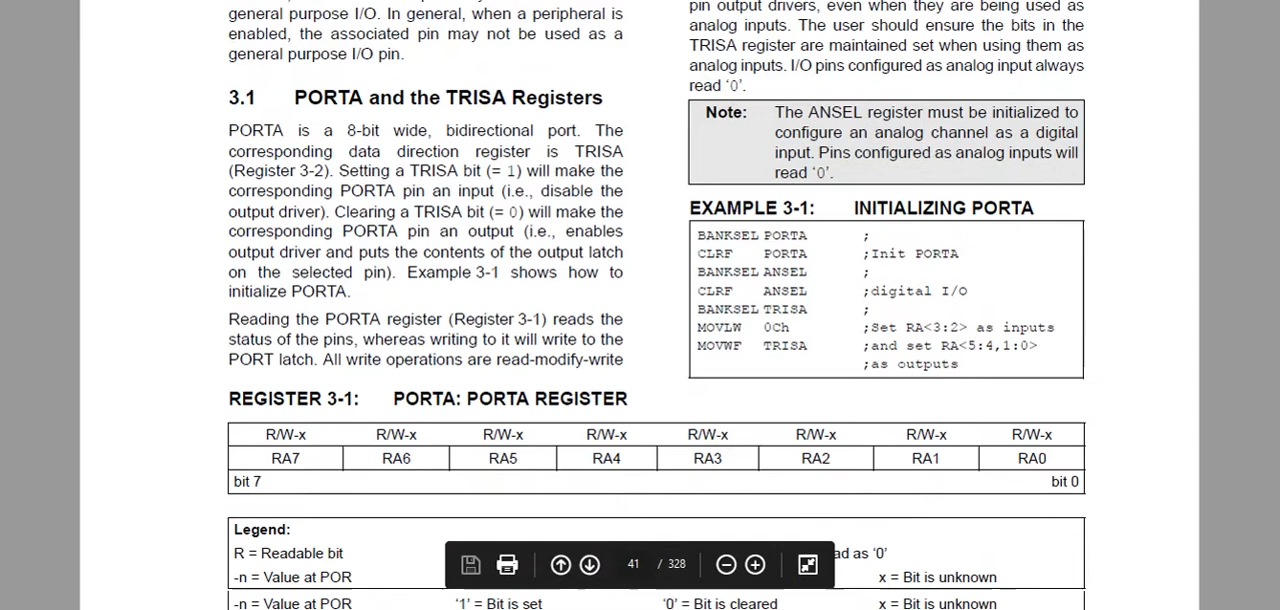 general purpose I/O. In general, when a peripheral is
enabled, the associated pin may not be used as a
general purpose I/O pin.
3.1 PORTA and the TRISA Registers
PORTA is a 8-bit wide, bidirectional port. The
corresponding data direction register is TRISA
(Register 3-2). Setting a TRISA bit (= 1) will make the
corresponding PORTA pin an input (i.e., disable the
output driver). Clearing a TRISA bit (= 0) will make the
corresponding PORTA pin an output (i.e., enables
output driver and puts the contents of the output latch
on the selected pin). Example 3-1 shows how to
initialize PORTA.
Reading the PORTA register (Register 3-1) reads the
status of the pins, whereas writing to it will write to the
PORT latch. All write operations are read-modify-write
pin output drivers, even when they are being used as
analog inputs. The user should ensure the bits in the
TRISA register are maintained set when using them as
analog inputs. I/O pins configured as analog input always
read ‘0’.
Note: The ANSEL register must be initialized to
configure an analog channel as a digital
input. Pins configured as analog inputs will
read ‘0’.
EXAMPLE 3-1: INITIALIZING PORTA
BANKSEL PORTA ;
CLRF PORTA ;Init PORTA
BANKSEL ANSEL ;
CLRF ANSEL ;digital I/O
BANKSEL TRISA ;
MOVLW 0Ch ;Set RA<3:2> as inputs
MOVWF TRISA ;and set RA<5:4,1:0>
;as outputs
REGISTER 3-1: PORTA: PORTA REGISTER
R/W-x R/W-x R/W-x R/W-x R/W-x R/W-x R/W-x R/W-x
RA7 RA6 RA5 RA4 RA3 RA2 RA1 RA0
bit 7 bit 0
Legend:
R = Readable bit ad as ‘0’
-n = Value at POR x = Bit is unknown
41 / 328
-n = Value at POR ‘1’ = Bit is set ‘0’ = Bit is cleared x = Bit is unknown